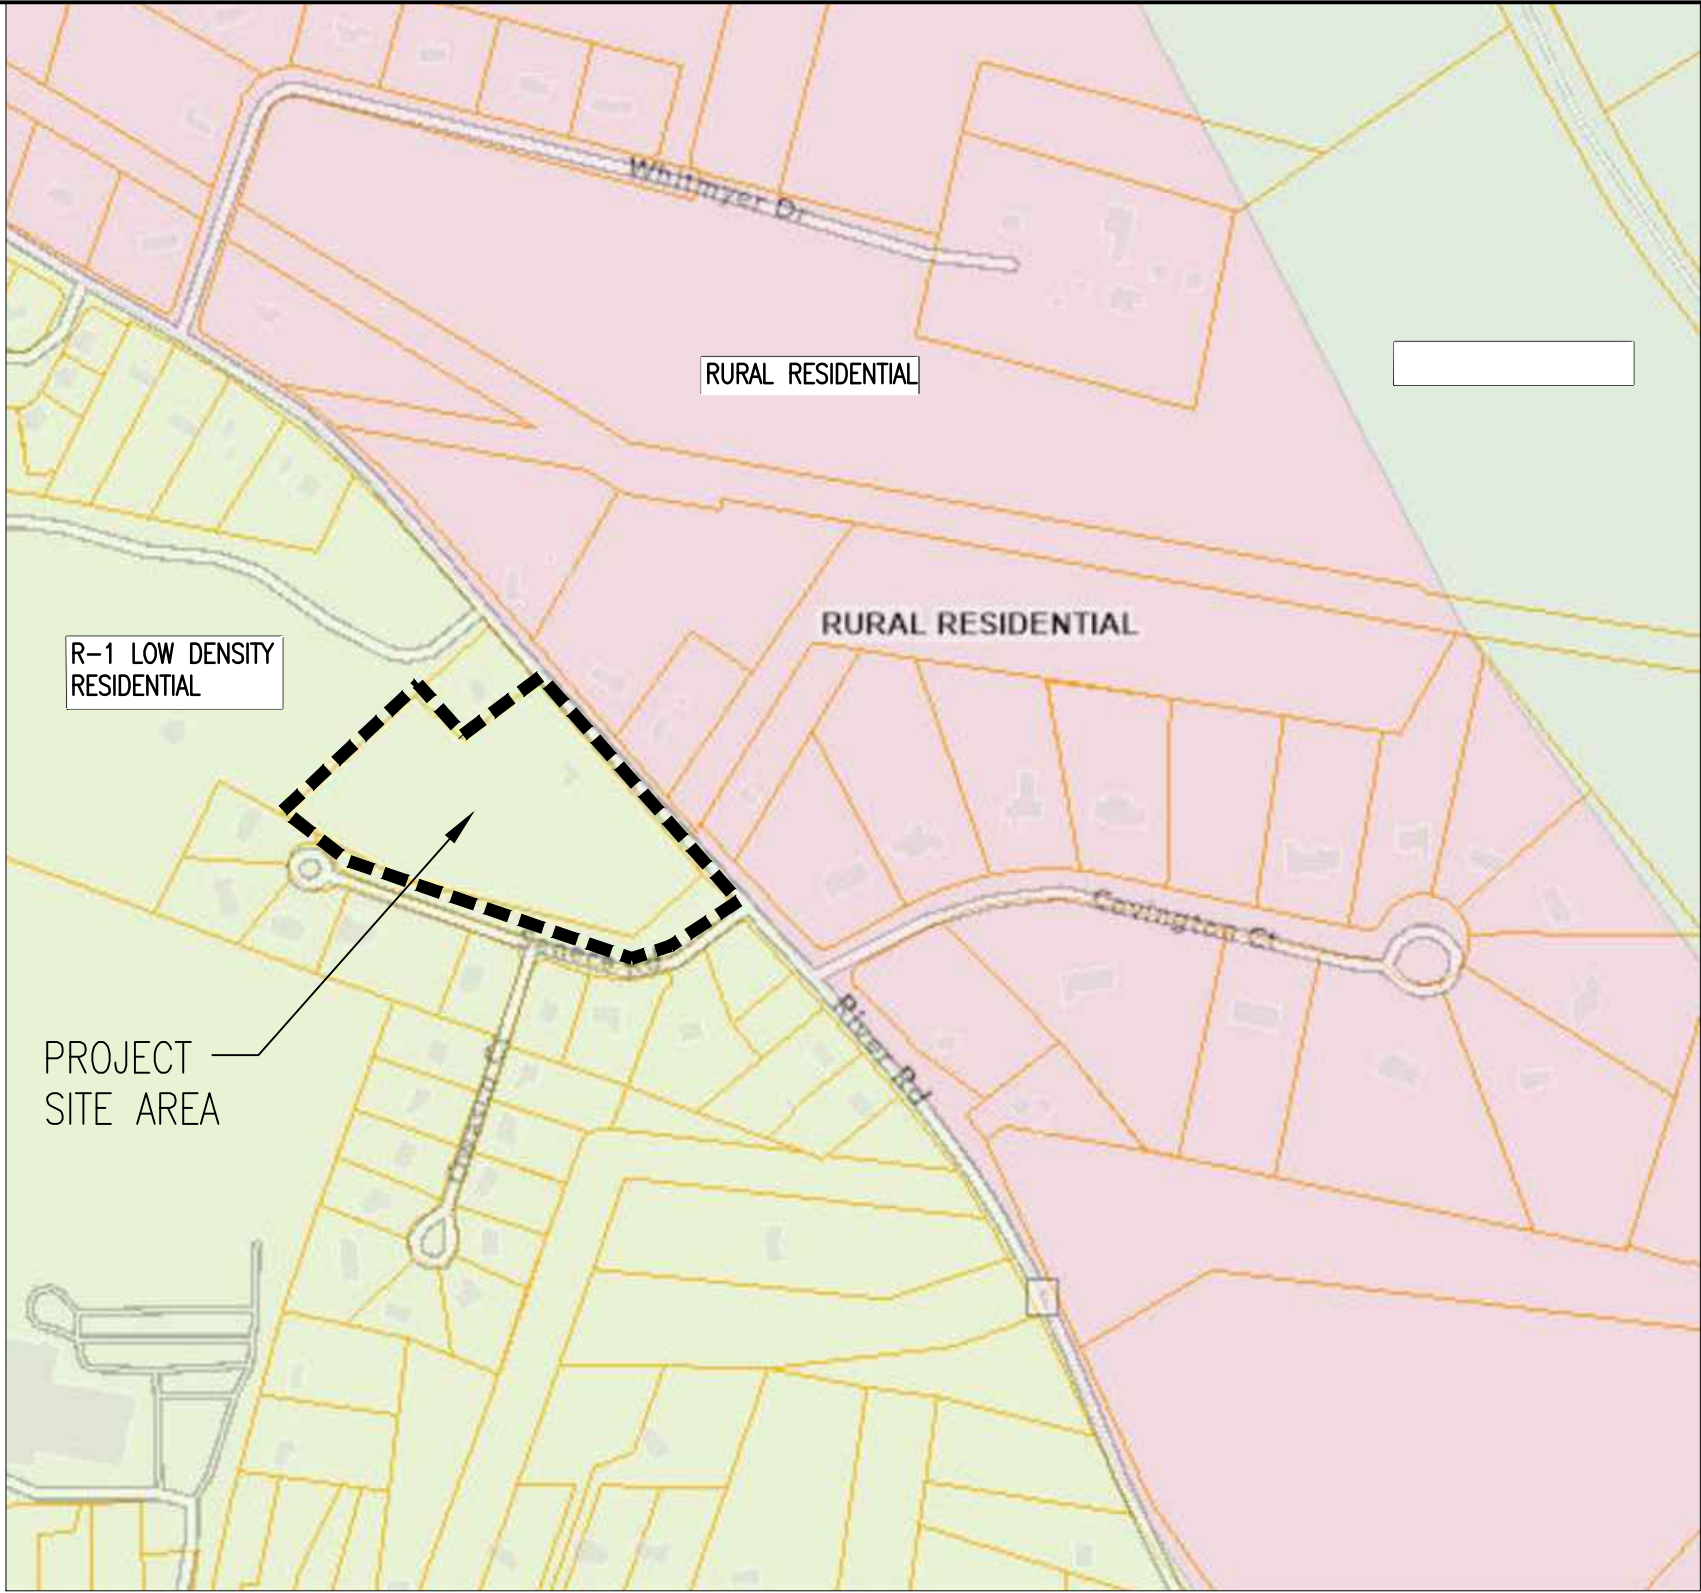 Whitmyer Dr
RURAL RESIDENTIAL
RURAL RESIDENTIAL
R-1 LOW DENSITY
RESIDENTIAL
Covington Ct
River Rd
PROJECT
SITE AREA